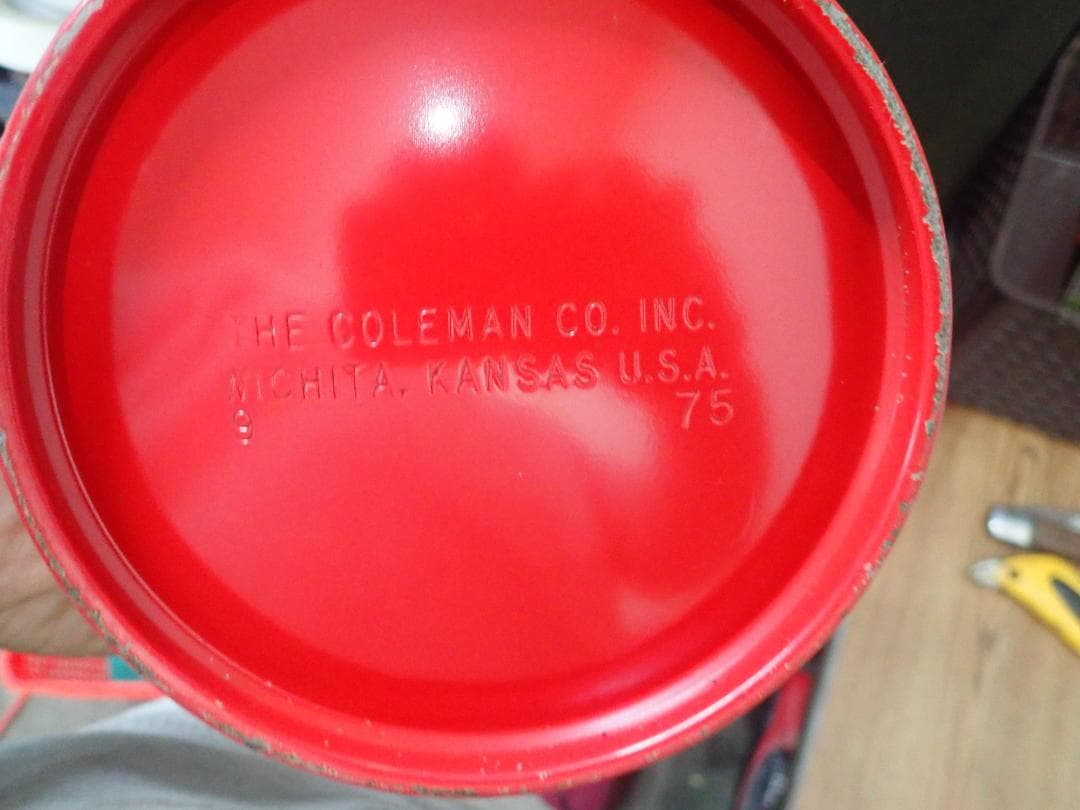 THE COLEMAN CO. INC.
WICHITA, KANSAS U.S.A.
9 75